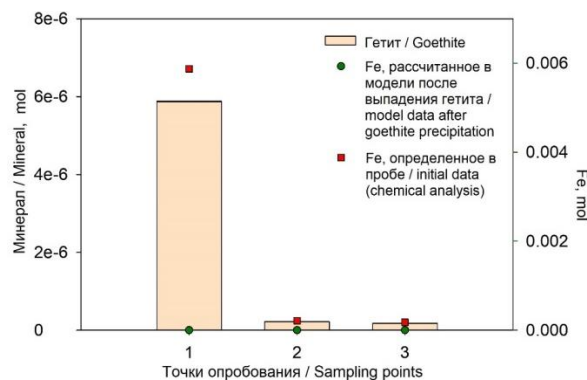 8e-6
6e-6
4e-6
2e-6
0
Минерал / Mineral, mol
Гетит / Goethite
Fe, рассчитанное в
модели после
выпадения гетита /
model data after
goethite precipitation
Fe, определенное в
пробе / initial data
(chemical analysis)
0.006
0.004
0.002
0.000
Fe, mol
1 2 3
Точки опробования / Sampling points